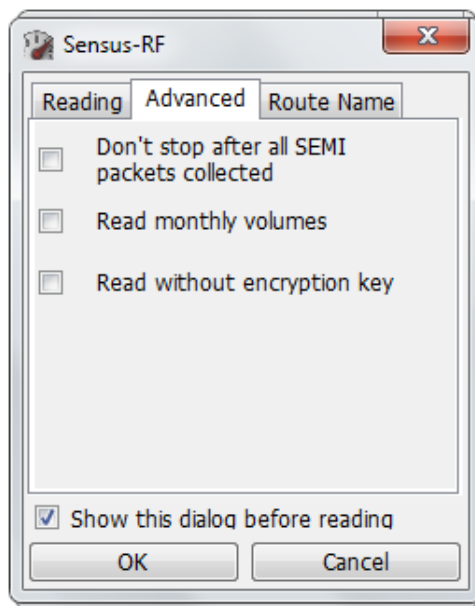 Sensus-RF
Reading Advanced Route Name
Don't stop after all SEMI
packets collected
Read monthly volumes
Read without encryption key
Show this dialog before reading
OK Cancel